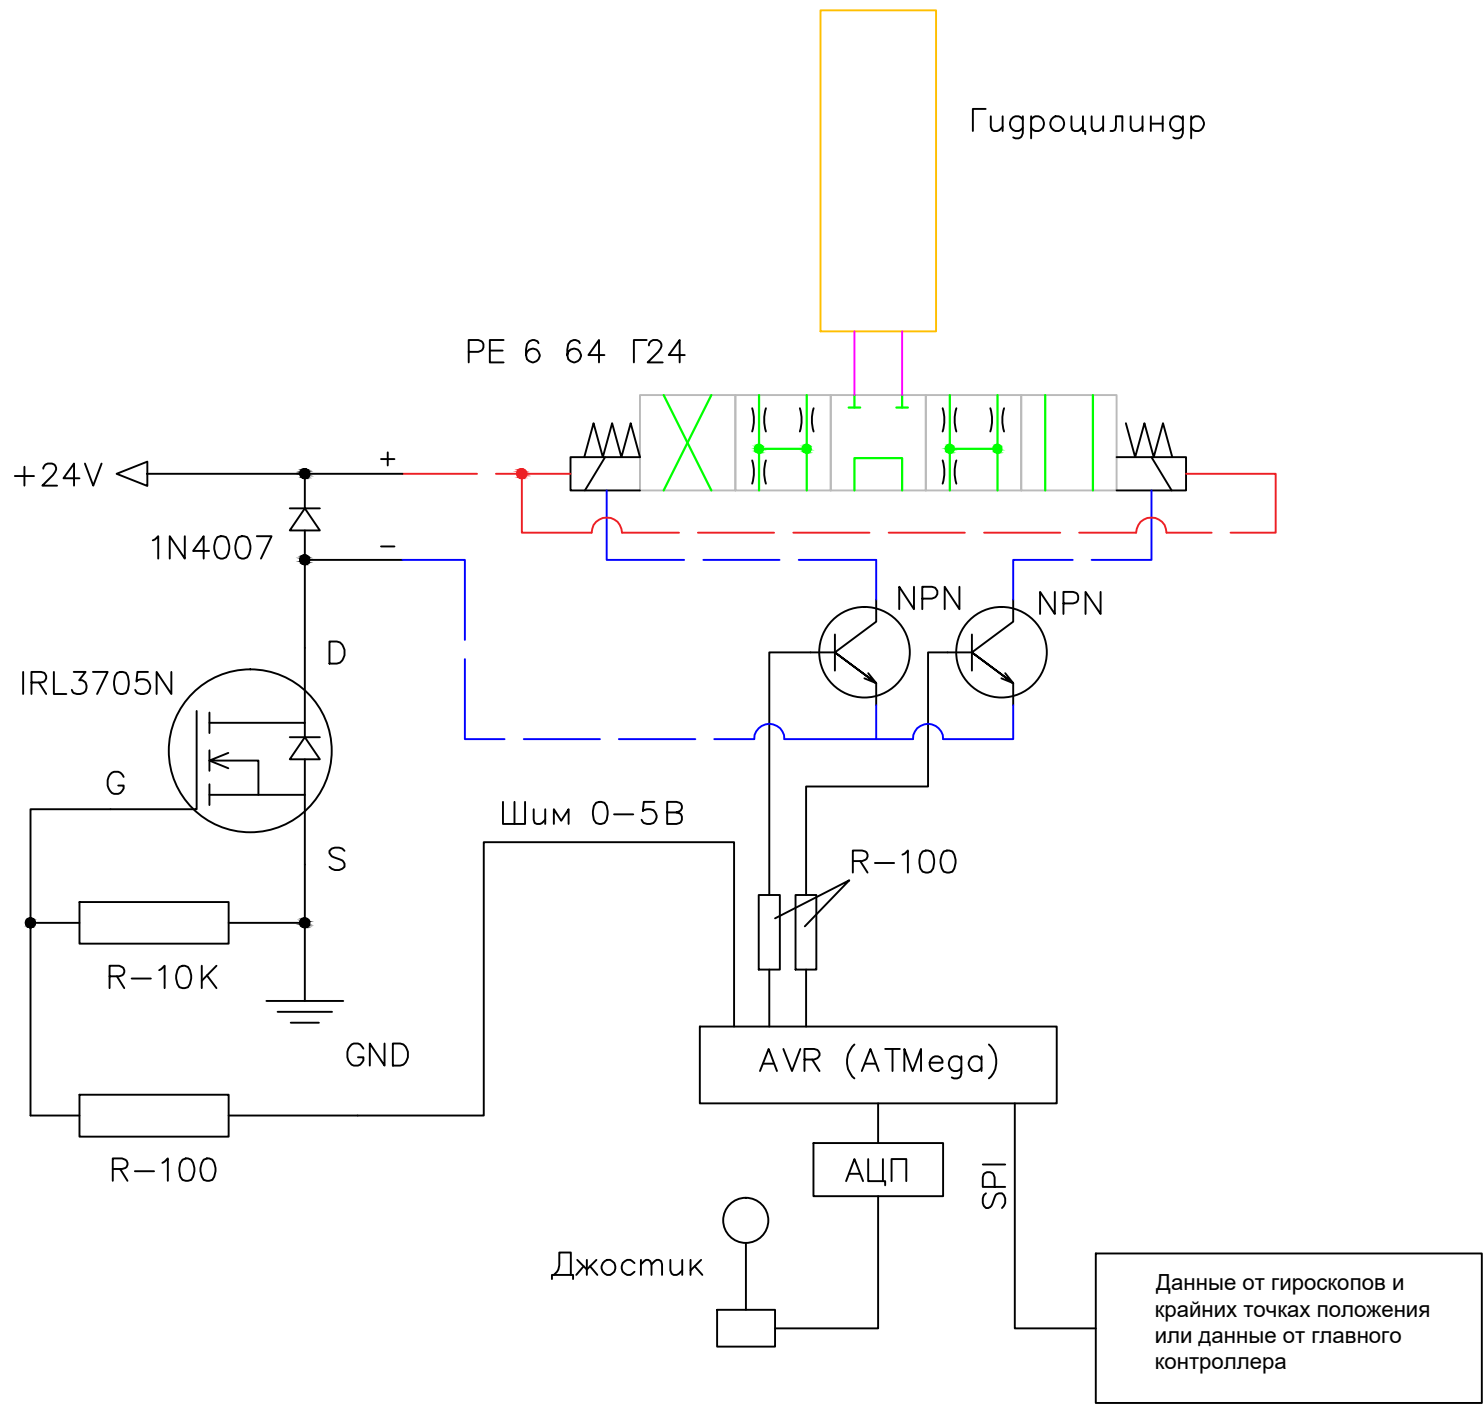 Гидроцилиндр
РЕ 6 64 Г24
+24V
+
1N4007
–
NPN
NPN
D
IRL3705N
G
Шим 0–5В
S
R–100
R–10K
GND
AVR (ATMega)
R–100
АЦП
SPI
Джостик
Данные от гироскопов и
крайних точках положения
или данные от главного
контроллера